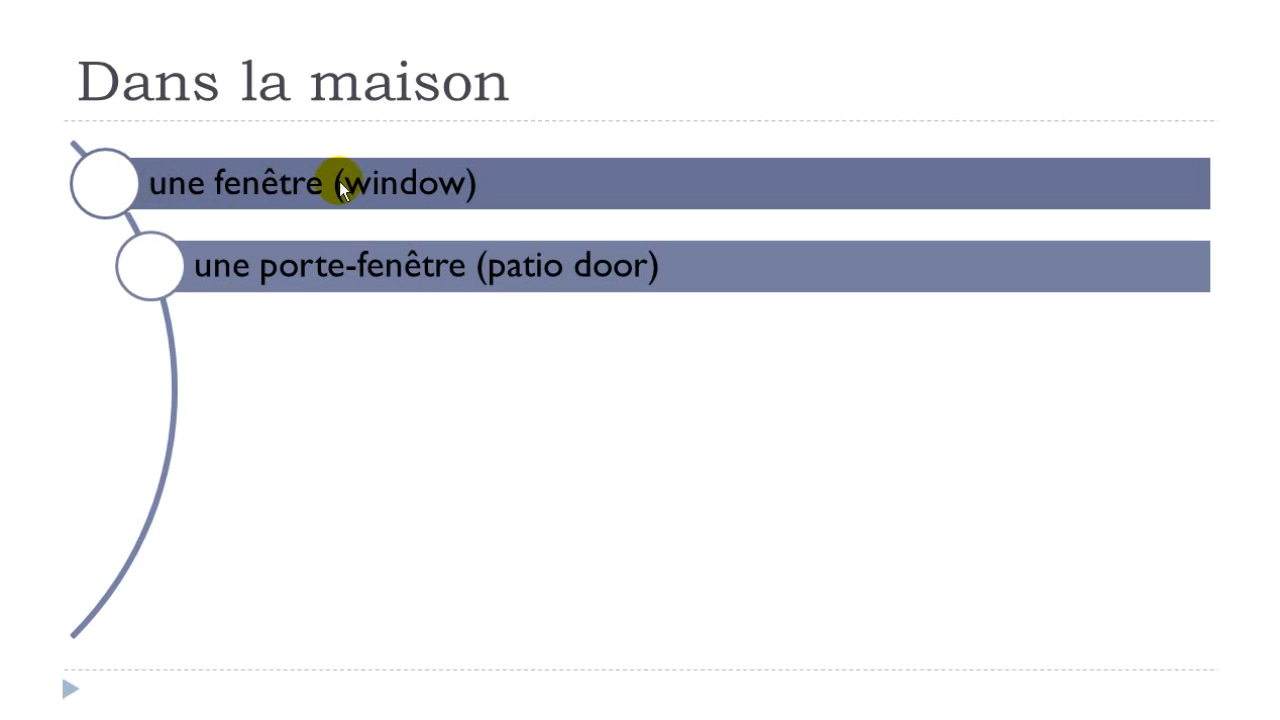 Dans la maison
une fenêtre (window)
une porte-fenêtre (patio door)